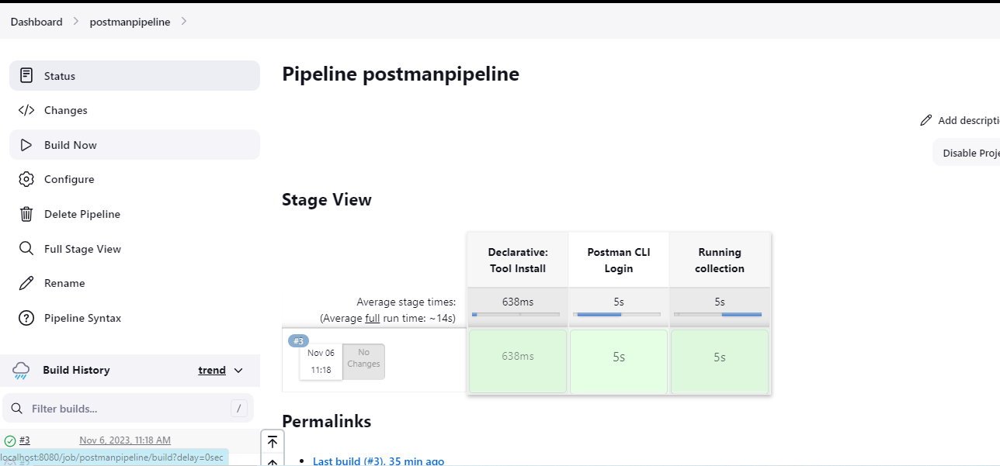 Dashboard
postmanpipeline
Status
Changes
Build Now
Configure
Delete Pipeline
Full Stage View
Rename
Pipeline Syntax
Build History
trend
Filter builds...
/
#3
Nov 6, 2023, 11:18 AM
localhost:8080/job/postmanpipeline/build?delay=0sec
Pipeline postmanpipeline
Add descripti
Disable Proje
Stage View
Declarative:
Tool Install
Postman CLI
Login
Running
collection
Average stage times:
(Average full run time: ~14s)
638ms
5s
5s
#3
Nov 06
11:18
No
Changes
638ms
5s
5s
Permalinks
Last build (#3), 35 min ago